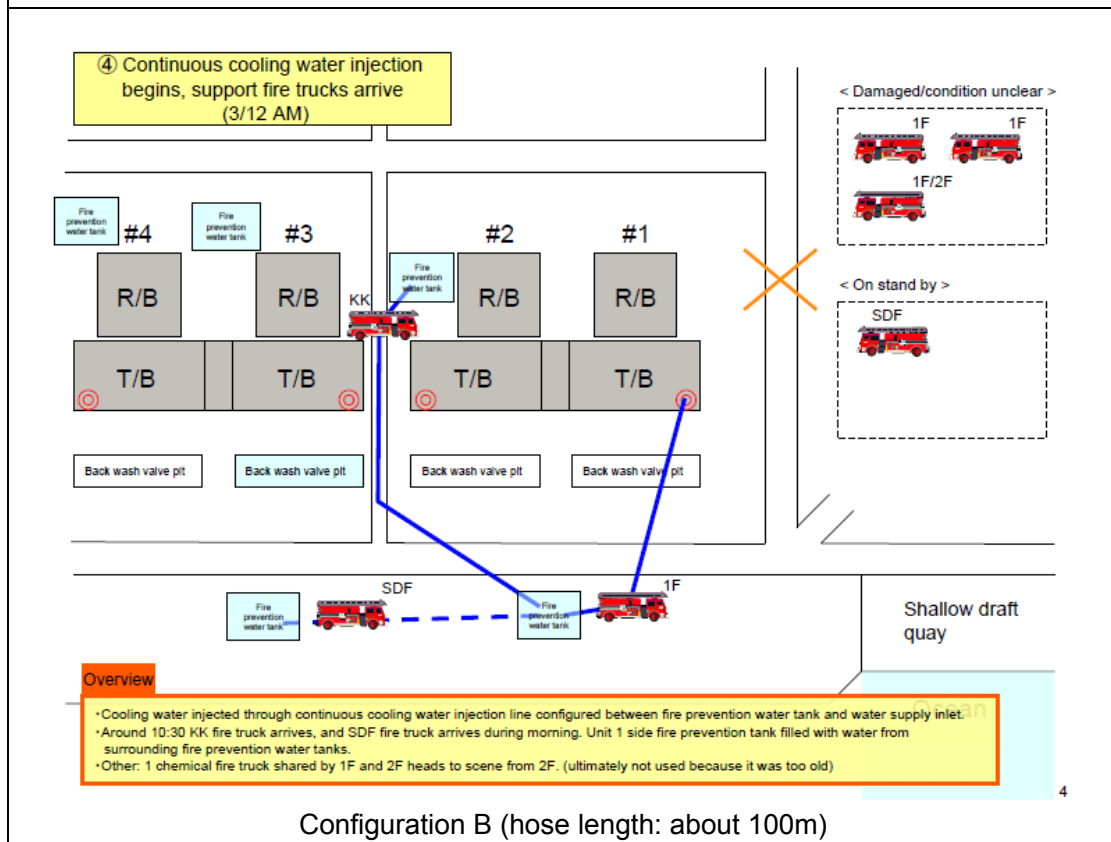 ④ Continuous cooling water injection
begins, support fire trucks arrive
(3/12 AM)
< Damaged/condition unclear >
1F
1F
1F/2F
Fire
prevention
water tank
#4
Fire
prevention
water tank
#3
#2
#1
Fire
prevention
water tank
R/B
R/B
R/B
R/B
KK
< On stand by >
SDF
T/B
T/B
T/B
T/B
Back wash valve pit
Back wash valve pit
Back wash valve pit
Back wash valve pit
SDF
1F
Fire
prevention
water tank
Fire
prevention
water tank
Shallow draft
quay
Ocean
Overview
・Cooling water injected through continuous cooling water injection line configured between fire prevention water tank and water supply inlet.
・Around 10:30 KK fire truck arrives, and SDF fire truck arrives during morning. Unit 1 side fire prevention tank filled with water from
surrounding fire prevention water tanks.
・Other: 1 chemical fire truck shared by 1F and 2F heads to scene from 2F. (ultimately not used because it was too old)
4
Configuration B (hose length: about 100m)